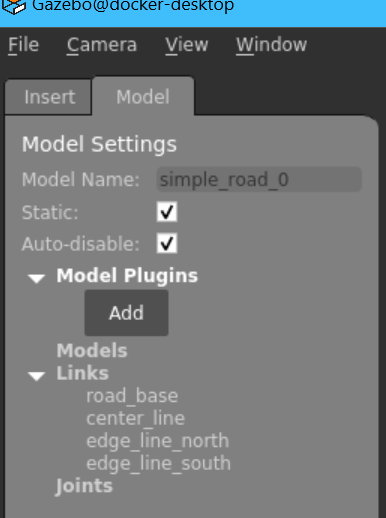 Gazebo@docker-desktop
File Camera View Window
Insert Model
Model Settings
Model Name: simple_road_0
Static:
Auto-disable:
Model Plugins
Add
Models
Links
road_base
center_line
edge_line_north
edge_line_south
Joints